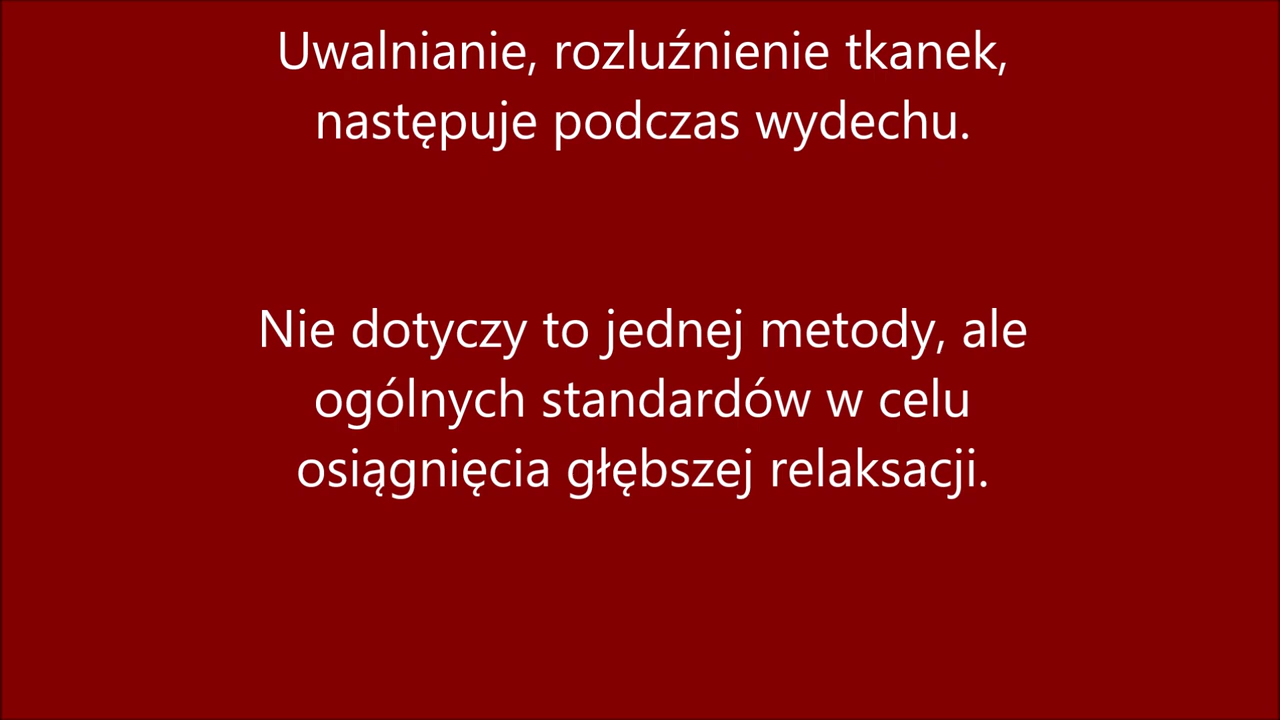 Uwalnianie, rozluźnienie tkanek,
następuje podczas wydechu.
Nie dotyczy to jednej metody, ale
ogólnych standardów w celu
osiągnięcia głębszej relaksacji.